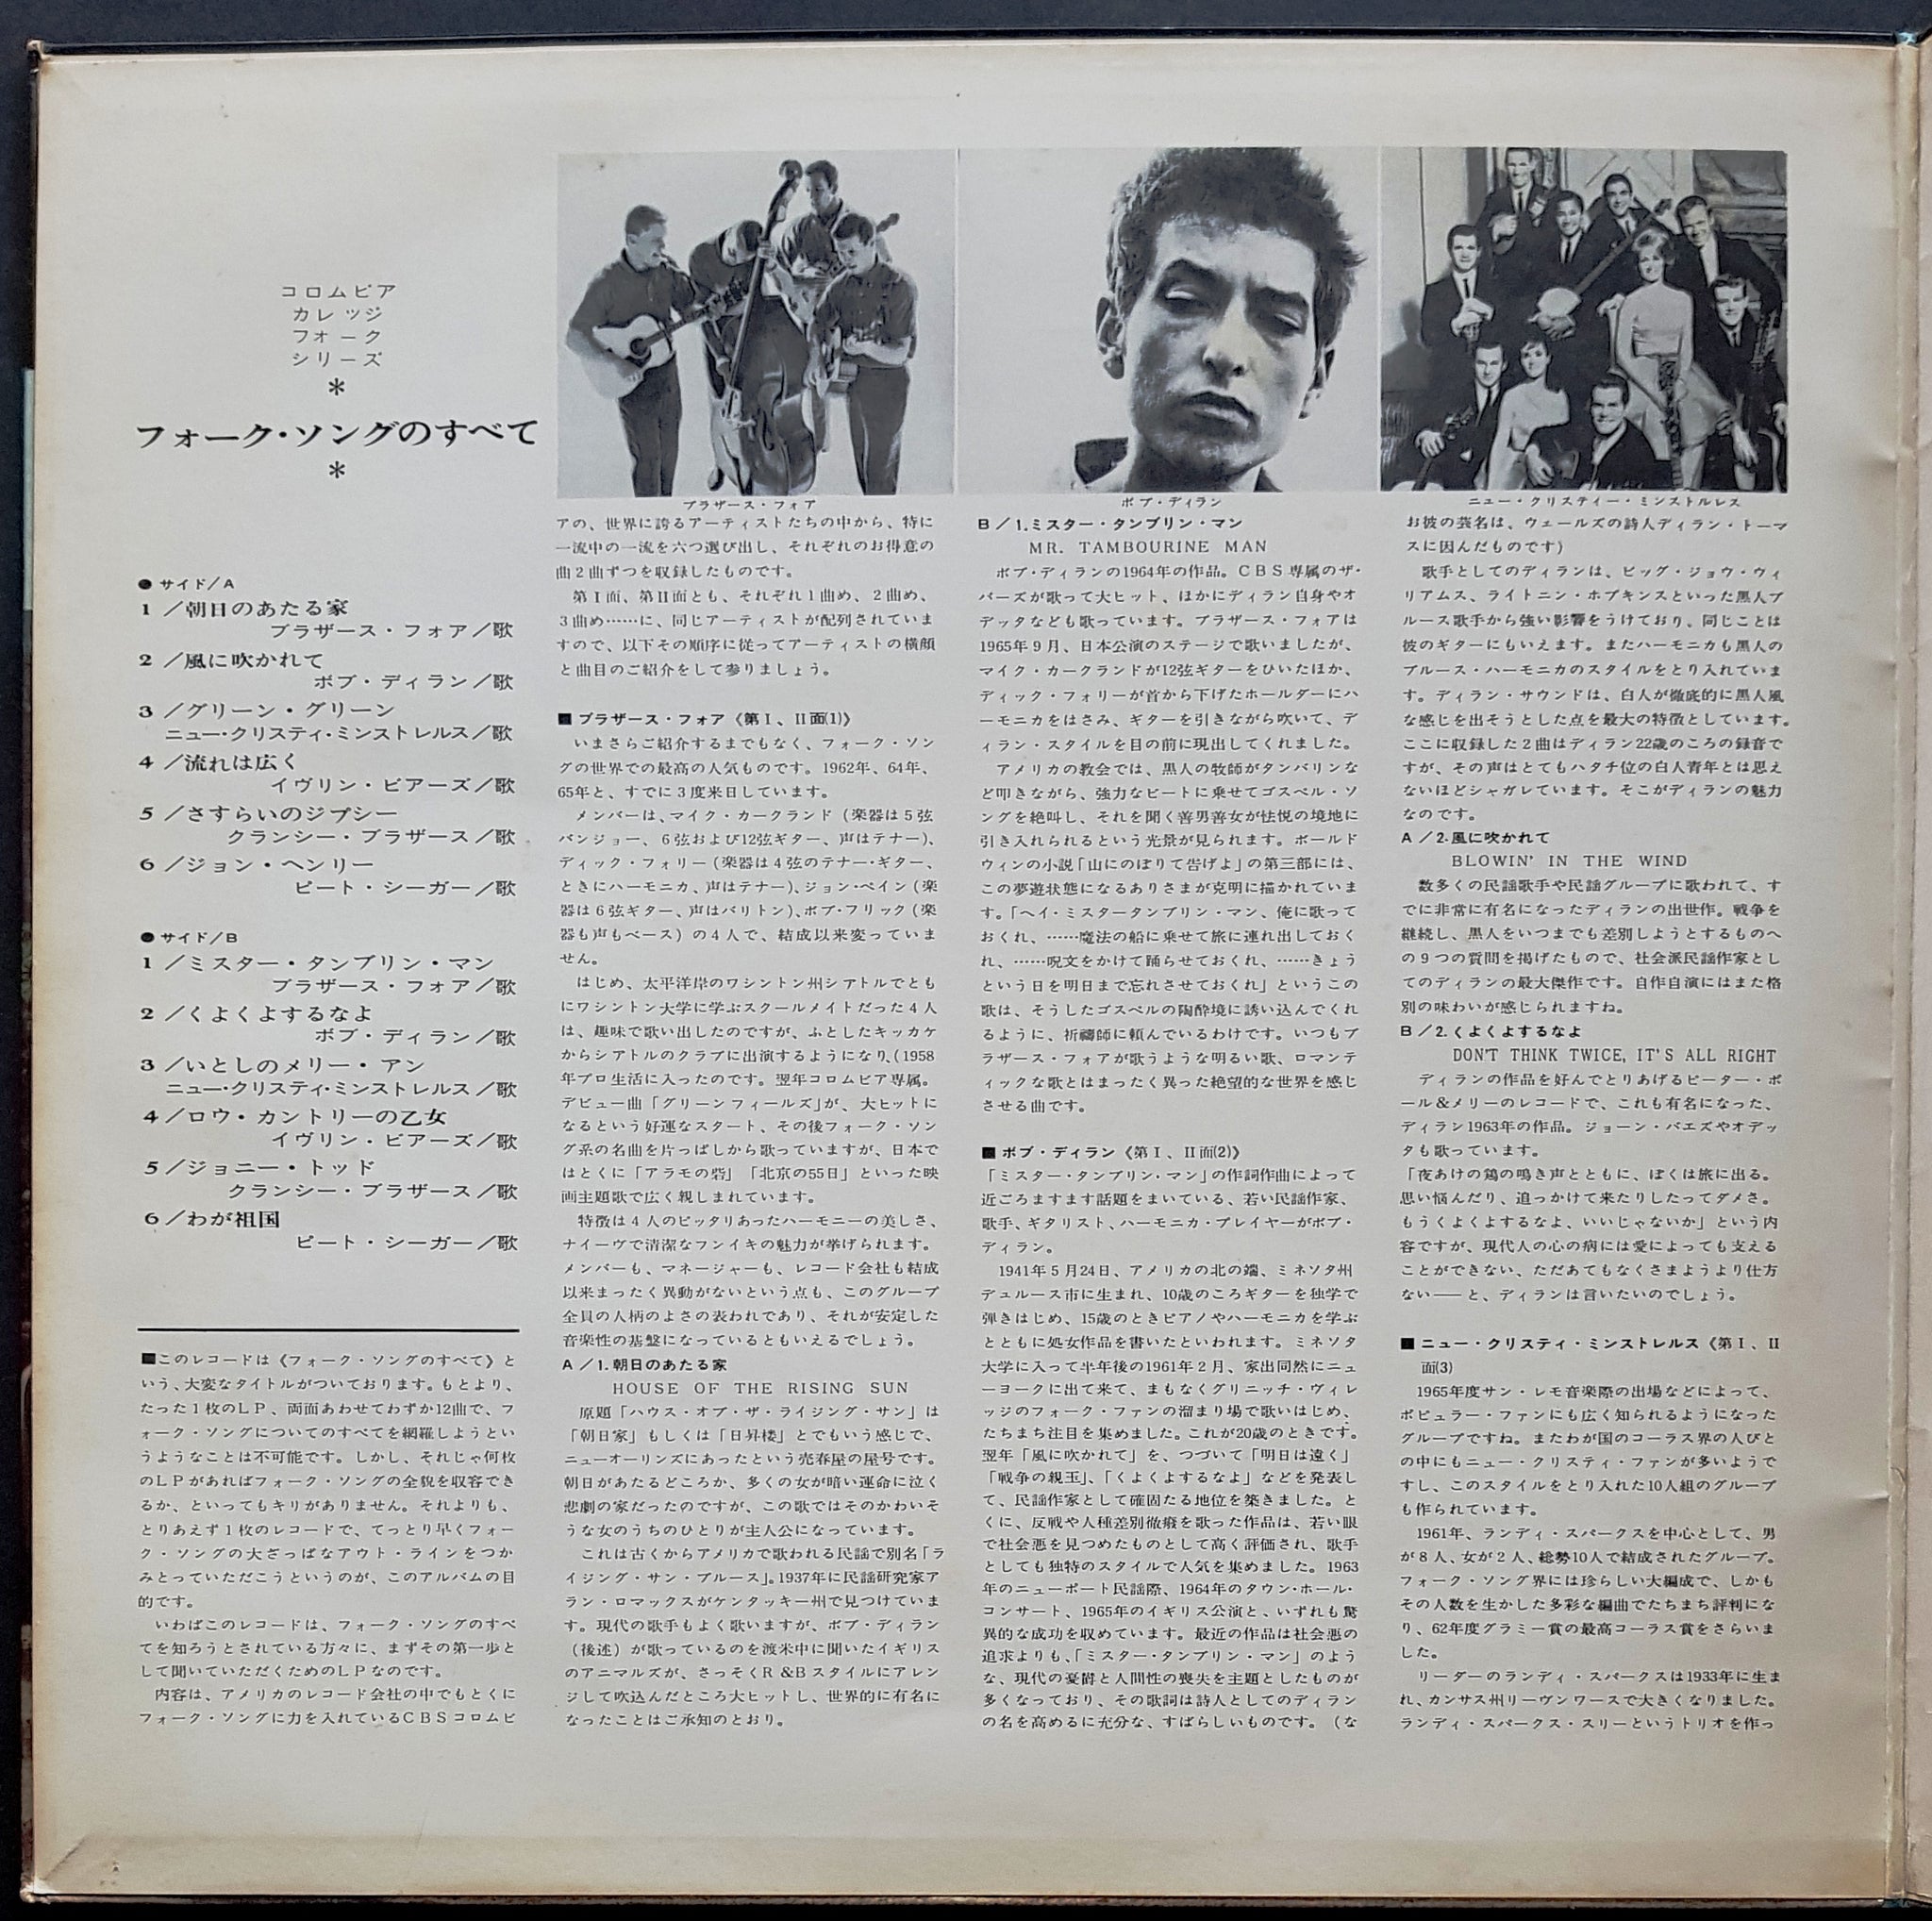 コロムビア
カレッジ
フォーク
シリーズ
*
フォーク・ソングのすべて
*
●サイド/A
1／朝日のあたる家
ブラザース・フォア／歌
2／風に吹かれて
ボブ・ディラン／歌
3／グリーン・グリーン
ニュー・クリスティ・ミンストレルス／歌
4／流れは広く
イヴリン・ビアーズ／歌
5／さすらいのジプシー
クランシー・ブラザース／歌
6／ジョン・ヘンリー
ピート・シーガー／歌
●サイド/B
1／ミスター・タンブリン・マン
ブラザース・フォア／歌
2／くよくよするなよ
ボブ・ディラン／歌
3／いとしのメリー・アン
ニュー・クリスティ・ミンストレルス／歌
4／ロウ・カントリーの乙女
イヴリン・ビアーズ／歌
5／ジョニー・トッド
クランシー・ブラザース／歌
6／わが祖国
ピート・シーガー／歌
■このレコードは《フォーク・ソングのすべて》と
いう、大変なタイトルがついております。もとより、
たった1枚のLP、両面あわせてわずか12曲で、フ
ォーク・ソングについてのすべてを網羅しようとい
うようなことは不可能です。しかし、それじゃ何枚
のLPがあればフォーク・ソングの全貌を収容でき
るか、といってもキリがありません。それよりも、
とりあえず1枚のレコードで、てっとり早くフォー
ク・ソングの大ざっぱなアウト・ラインをつか
みとっていただこうというのが、このアルバムの目
的です。
いわばこのレコードは、フォーク・ソングのすべ
てを知ろうとされている方々に、まずその第一歩と
して聞いていただくためのLPなのです。
内容は、アメリカのレコード会社の中でもとくに
フォーク・ソングに力を入れているCBSコロムビ
ブラザース・フォア
アの、世界に誇るアーティストたちの中から、特に
一流中の一流を六つ選び出し、それぞれのお得意の
曲2曲ずつを収録したものです。
第I面、第II面とも、それぞれ1曲め、2曲め、
3曲め……に、同じアーティストが配列されていま
すので、以下その順序に従ってアーティストの横顔
と曲目のご紹介をして参りましょう。
■ブラザース・フォア《第I、II面(1)》
いまさらご紹介するまでもなく、フォーク・ソン
グの世界での最高の人気ものです。1962年、64年、
65年と、すでに3度来日しています。
メンバーは、マイク・カークランド（楽器は5弦
バンジョー、6弦および12弦ギター、声はテナー）、
ディック・フォリー（楽器は4弦のテナー・ギター、
ときにハーモニカ、声はテナー）、ジョン・ペイン（楽
器は6弦ギター、声はバリトン）、ボブ・フリック（楽
器も声もベース）の4人で、結成以来変っていま
せん。
はじめ、太平洋岸のワシントン州シアトルでとも
にワシントン大学に学ぶスクールメイトだった4人
は、趣味で歌い出したのですが、ふとしたキッカケ
からシアトルのクラブに出演するようになり、(1958
年プロ生活に入ったのです。翌年コロムビア専属。
デビュー曲「グリーンフィールズ」が、大ヒットに
なるという好運なスタート、その後フォーク・ソン
グ系の名曲を片っぱしから歌っていますが、日本で
はとくに「アラモの砦」「北京の55日」といった映
画主題歌で広く親しまれています。
特徴は4人のピッタリあったハーモニーの美しさ、
ナイーヴで清潔なフンイキの魅力が挙げられます。
メンバーも、マネージャーも、レコード会社も結成
以来まったく異動がないという点も、このグループ
全員の人柄のよさの表われであり、それが安定した
音楽性の基盤になっているともいえるでしょう。
A／1.朝日のあたる家
HOUSE OF THE RISING SUN
原題「ハウス・オブ・ザ・ライジング・サン」は
「朝日家」もしくは「日昇楼」とでもいう感じで、
ニューオーリンズにあったという売春屋の屋号です。
朝日があたるどころか、多くの女が暗い運命に泣く
悲劇の家だったのですが、この歌ではそのかわいそ
うな女のうちのひとりが主人公になっています。
これは古くからアメリカで歌われる民謡で別名「ラ
イジング・サン・ブルース」。1937年に民謡研究家ア
ラン・ロマックスがケンタッキー州で見つけていま
す。現代の歌手もよく歌いますが、ボブ・ディラン
（後述）が歌っているのを渡米中に聞いたイギリス
のアニマルズが、さっそくR&Bスタイルにアレン
ジして吹込んだところ大ヒットし、世界的に有名に
なったことはご承知のとおり。
ボブ・ディラン
B／1.ミスター・タンブリン・マン
MR. TAMBOURINE MAN
ボブ・ディランの1964年の作品。CBS専属のザ・
バーズが歌って大ヒット、ほかにディラン自身やオ
デッタなども歌っています。ブラザース・フォアは
1965年9月、日本公演のステージで歌いましたが、
マイク・カークランドが12弦ギターをひいたほか、
ディック・フォリーが首から下げたホールダーにハ
ーモニカをはさみ、ギターを引きながら吹いて、デ
ィラン・スタイルを目の前に現出してくれました。
アメリカの教会では、黒人の牧師がタンバリンな
ど叩きながら、強力なビートに乗せてゴスペル・ソ
ングを絶叫し、それを聞く善男善女が怯悦の境地に
引き入れられるという光景が見られます。ボールド
ウィンの小説「山にのぼりて告げよ」の第三部には、
この夢遊状態になるありさまが克明に描かれていま
す。「ヘイ・ミスタータンブリン・マン、俺に歌って
おくれ、……魔法の船に乗せて旅に連れ出しておく
れ、……呪文をかけて踊らせておくれ、……きょう
という日を明日まで忘れさせておくれ」というこの
歌は、そうしたゴスペルの陶酔境に誘い込んでくれ
るように、祈禱師に頼んでいるわけです。いつもブ
ラザース・フォアが歌うような明るい歌、ロマンテ
ィックな歌とはまったく異った絶望的な世界を感じ
させる曲です。
■ボブ・ディラン《第I、II面(2)》
「ミスター・タンブリン・マン」の作詞作曲によって
近ごろますます話題をまいている、若い民謡作家、
歌手、ギタリスト、ハーモニカ・プレイヤーがボブ・
ディラン。
1941年5月24日、アメリカの北の端、ミネソタ州
デュルース市に生まれ、10歳のころギターを独学で
弾きはじめ、15歳のときピアノやハーモニカを学ぶ
とともに処女作品を書いたといわれます。ミネソタ
大学に入って半年後の1961年2月、家出同然にニュ
ーヨークに出て来て、まもなくグリニッチ・ヴィレ
ッジのフォーク・ファンの溜まり場で歌いはじめ、
たちまち注目を集めました。これが20歳のときです。
翌年「風に吹かれて」を、つづいて「明日は遠く」
「戦争の親玉」、「くよくよするなよ」などを発表し
て、民謡作家として確固たる地位を築きました。と
くに、反戦や人種差別徹癈を歌った作品は、若い眼
で社会悪を見つめたものとして高く評価され、歌手
としても独特のスタイルで人気を集めました。1963
年のニューポート民謡際、1964年のタウン・ホール・
コンサート、1965年のイギリス公演と、いずれも驚
異的な成功を収めています。最近の作品は社会悪の
追求よりも、「ミスター・タンブリン・マン」のよう
な、現代の憂爵と人間性の喪失を主題としたものが
多くなっており、その歌詞は詩人としてのディラン
の名を高めるに充分な、すばらしいものです。（な
ニュー・クリスティー・ミンストルレス
お彼の芸名は、ウェールズの詩人ディラン・トーマ
スに因んだものです）
歌手としてのディランは、ビッグ・ジョウ・ウィ
リアムス、ライトニン・ホプキンスといった黒人ブ
ルース歌手から強い影響をうけており、同じことは
彼のギターにもいえます。またハーモニカも黒人の
ブルース・ハーモニカのスタイルをとり入れていま
す。ディラン・サウンドは、白人が徹底的に黒人風
な感じを出そうとした点を最大の特徴としています。
ここに収録した2曲はディラン22歳のころの録音で
すが、その声はとてもハタチ位の白人青年とは思え
ないほどシャガレています。そこがディランの魅力
なのです。
A／2.風に吹かれて
BLOWIN' IN THE WIND
数多くの民謡歌手や民謡グループに歌われて、す
でに非常に有名になったディランの出世作。戦争を
継続し、黒人をいつまでも差別しようとするものへ
の9つの質問を掲げたもので、社会派民謡作家とし
てのディランの最大傑作です。自作自演にはまた格
別の味わいが感じられますね。
B／2.くよくよするなよ
DON'T THINK TWICE, IT'S ALL RIGHT
ディランの作品を好んでとりあげるピーター・ポ
ール&メリーのレコードで、これも有名になった、
ディラン1963年の作品。ジョーン・バエズやオデッ
タも歌っています。
「夜あけの鶏の鳴き声とともに、ぼくは旅に出る。
思い悩んだり、追っかけて来たりしたってダメさ。
もうくよくよするなよ、いいじゃないか」という内
容ですが、現代人の心の病には愛によっても支える
ことができない、ただあてもなくさまようより仕方
ない――と、ディランは言いたいのでしょう。
■ニュー・クリスティ・ミンストレルス《第I、II
面(3)
1965年度サン・レモ音楽際の出場などによって、
ポピュラー・ファンにも広く知られるようになった
グループですね。またわが国のコーラス界の人びと
の中にもニュー・クリスティ・ファンが多いようで
すし、このスタイルをとり入れた10人組のグループ
も作られています。
1961年、ランディ・スパークスを中心として、男
が8人、女が2人、総勢10人で結成されたグループ。
フォーク・ソング界には珍らしい大編成で、しかも
その人数を生かした多彩な編曲でたちまち評判にな
り、62年度グラミー賞の最高コーラス賞をさらいま
した。
リーダーのランディ・スパークスは1933年に生ま
れ、カンサス州リーヴンワースで大きくなりました。
ランディ・スパークス・スリーというトリオを作っ